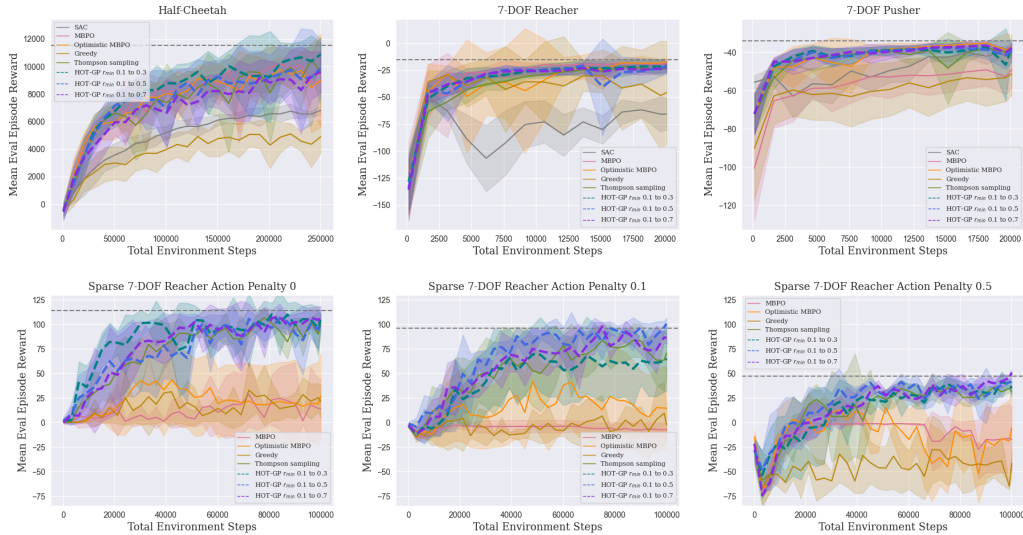 Half-Cheetah
Mean Eval Episode Reward
12000
10000
8000
6000
4000
2000
0
SAC
MBPO
Optimistic MBPO
Greedy
Thompson sampling
HOT-GP r_min 0.1 to 0.3
HOT-GP r_min 0.1 to 0.5
HOT-GP r_min 0.1 to 0.7
0 50000 100000 150000 200000 250000
Total Environment Steps
7-DOF Reacher
Mean Eval Episode Reward
0
−25
−50
−75
−100
−125
−150
SAC
MBPO
Optimistic MBPO
Greedy
Thompson sampling
HOT-GP r_min 0.1 to 0.3
HOT-GP r_min 0.1 to 0.5
HOT-GP r_min 0.1 to 0.7
0 2500 5000 7500 10000 12500 15000 17500 20000
Total Environment Steps
7-DOF Pusher
Mean Eval Episode Reward
−40
−60
−80
−100
−120
SAC
MBPO
Optimistic MBPO
Greedy
Thompson sampling
HOT-GP r_min 0.1 to 0.3
HOT-GP r_min 0.1 to 0.5
HOT-GP r_min 0.1 to 0.7
0 2500 5000 7500 10000 12500 15000 17500 20000
Total Environment Steps
Sparse 7-DOF Reacher Action Penalty 0
Mean Eval Episode Reward
125
100
75
50
25
0
−25
−50
−75
MBPO
Optimistic MBPO
Greedy
Thompson sampling
HOT-GP r_min 0.1 to 0.3
HOT-GP r_min 0.1 to 0.5
HOT-GP r_min 0.1 to 0.7
0 20000 40000 60000 80000 100000
Total Environment Steps
Sparse 7-DOF Reacher Action Penalty 0.1
Mean Eval Episode Reward
125
100
75
50
25
0
−25
−50
−75
MBPO
Optimistic MBPO
Greedy
Thompson sampling
HOT-GP r_min 0.1 to 0.3
HOT-GP r_min 0.1 to 0.5
HOT-GP r_min 0.1 to 0.7
0 20000 40000 60000 80000 100000
Total Environment Steps
Sparse 7-DOF Reacher Action Penalty 0.5
Mean Eval Episode Reward
125
100
75
50
25
0
−25
−50
−75
MBPO
Optimistic MBPO
Greedy
Thompson sampling
HOT-GP r_min 0.1 to 0.3
HOT-GP r_min 0.1 to 0.5
HOT-GP r_min 0.1 to 0.7
0 20000 40000 60000 80000 100000
Total Environment Steps